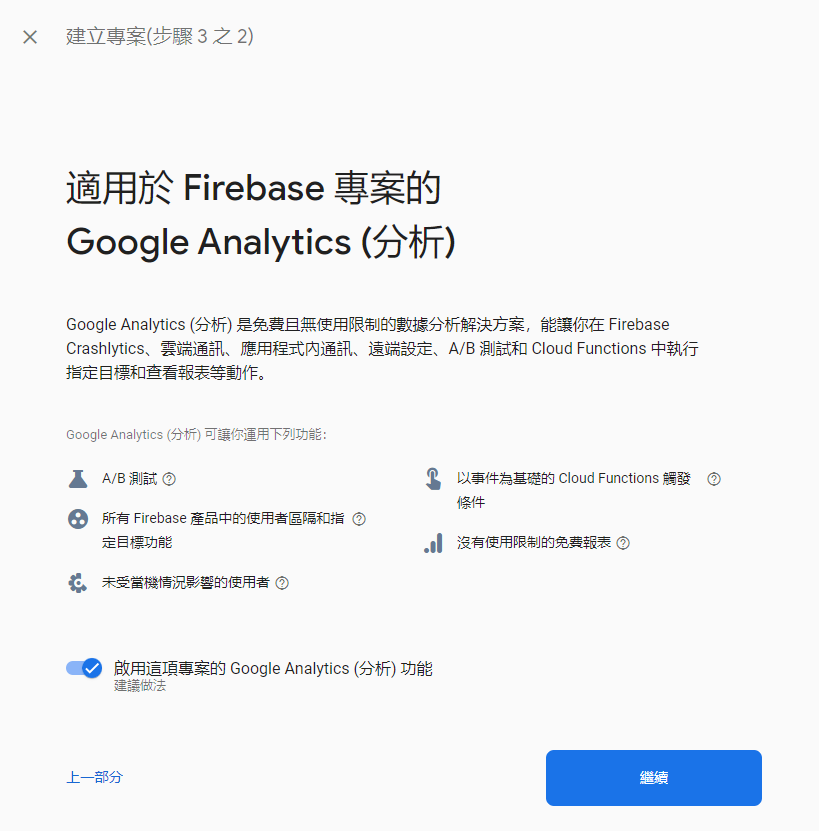 建立專案(步驟 3 之 2)
適用於 Firebase 專案的
Google Analytics (分析)
Google Analytics (分析) 是免費且無使用限制的數據分析解決方案，能讓你在 Firebase
Crashlytics、雲端通訊、應用程式內通訊、遠端設定、A/B 測試和 Cloud Functions 中執行
指定目標和查看報表等動作。
Google Analytics (分析) 可讓你運用下列功能：
A/B 測試
所有 Firebase 產品中的使用者區隔和指
定目標功能
未受當機情況影響的使用者
以事件為基礎的 Cloud Functions 觸發
條件
沒有使用限制的免費報表
啟用這項專案的 Google Analytics (分析) 功能
建議做法
上一部分
繼續